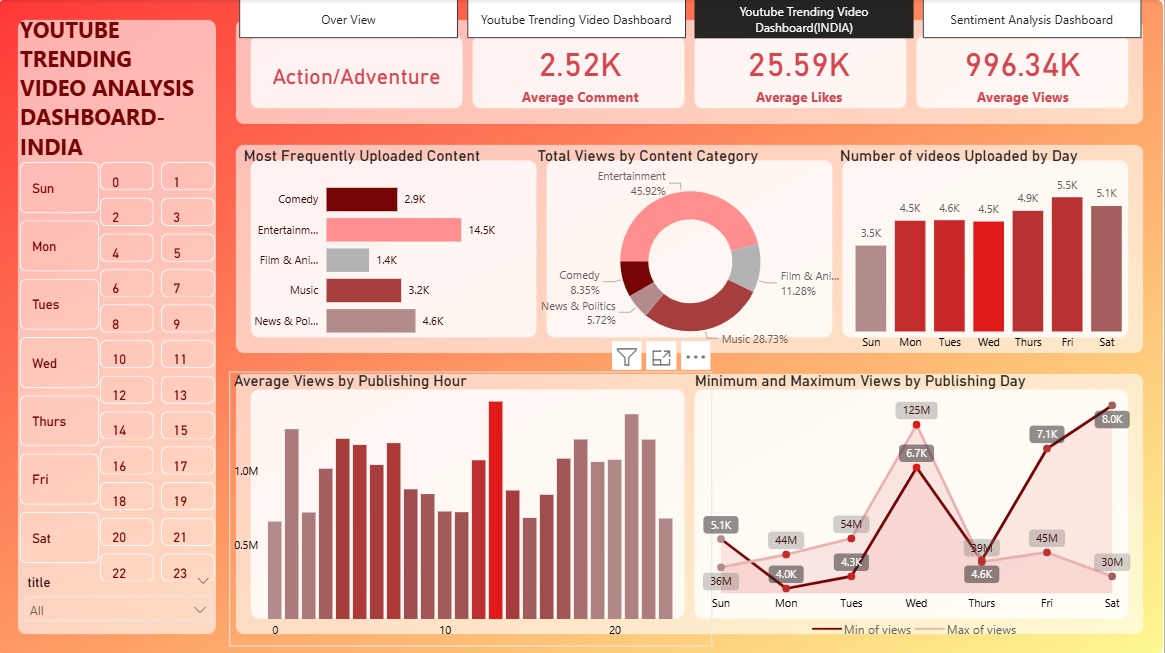 Over View
Youtube Trending Video Dashboard
Youtube Trending Video
Dashboard(INDIA)
Sentiment Analysis Dashboard
YOUTUBE
TRENDING
VIDEO ANALYSIS
DASHBOARD-
INDIA
Action/Adventure
2.52K
Average Comment
25.59K
Average Likes
996.34K
Average Views
Sun
Mon
Tues
Wed
Thurs
Fri
Sat
0 1
2 3
4 5
6 7
8 9
10 11
12 13
14 15
16 17
18 19
20 21
22 23
title
All
Most Frequently Uploaded Content
Comedy 2.9K
Entertainm... 14.5K
Film & Ani... 1.4K
Music 3.2K
News & Pol... 4.6K
Total Views by Content Category
Entertainment
45.92%
Film & Ani...
11.28%
Music 28.73%
News & Politics
5.72%
Comedy
8.35%
Number of videos Uploaded by Day
3.5K 4.5K 4.6K 4.5K 4.9K 5.5K 5.1K
Sun Mon Tues Wed Thurs Fri Sat
Average Views by Publishing Hour
1.0M
0.5M
0 10 20
Minimum and Maximum Views by Publishing Day
125M
6.7K
7.1K
8.0K
5.1K
44M
54M
39M
45M
30M
36M
4.0K
4.3K
4.6K
Sun Mon Tues Wed Thurs Fri Sat
Min of views Max of views